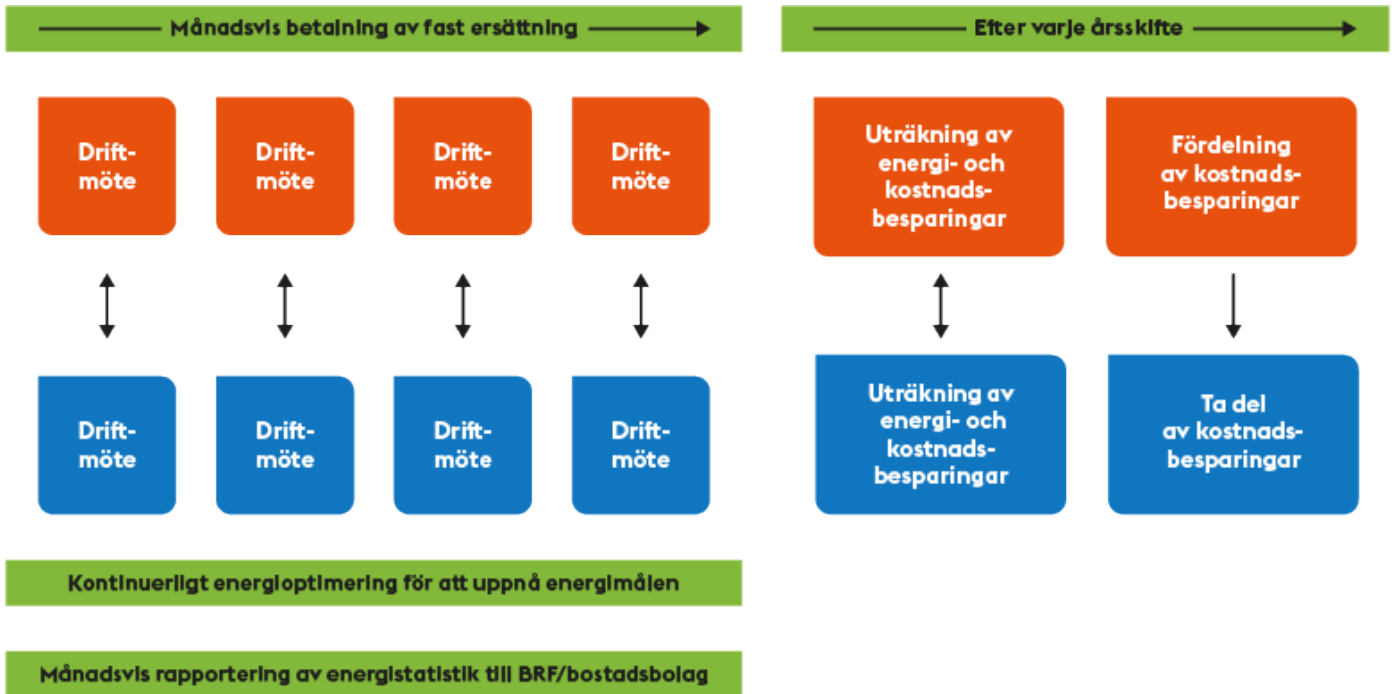 Månadsvis betalning av fast ersättning
Efter varje årsskifte
Drift-
möte
Drift-
möte
Drift-
möte
Drift-
möte
Uträkning av
energi- och
kostnads-
besparingar
Fördelning
av kostnads-
besparingar
Drift-
möte
Drift-
möte
Drift-
möte
Drift-
möte
Uträkning av
energi- och
kostnads-
besparingar
Ta del
av kostnads-
besparingar
Kontinuerligt energioptimering för att uppnå energimålen
Månadsvis rapportering av energistatistik till BRF/bostadsbolag